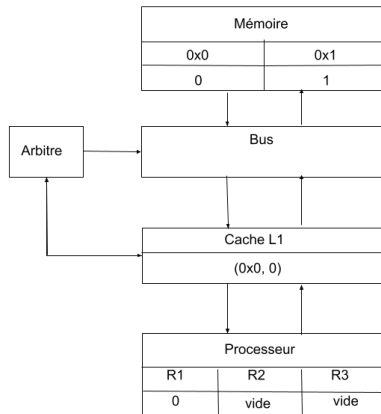 Mémoire
0x0 0x1
0 1
Arbitre
Bus
Cache L1
(0x0, 0)
Processeur
R1 R2 R3
0 vide vide